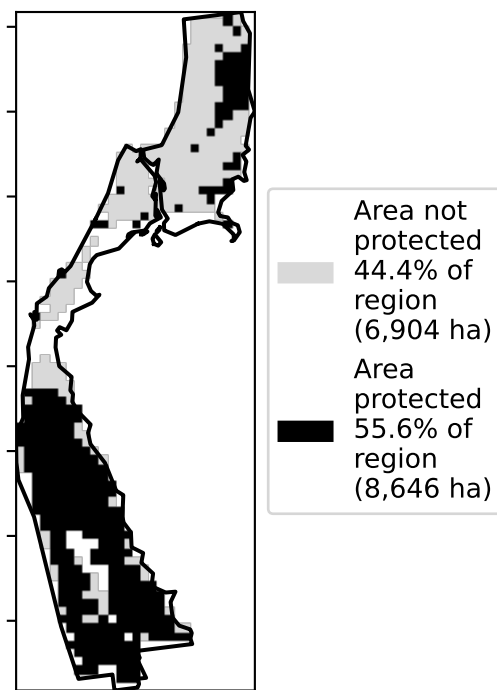 Area not
protected
44.4% of
region
(6,904 ha)
Area
protected
55.6% of
region
(8,646 ha)